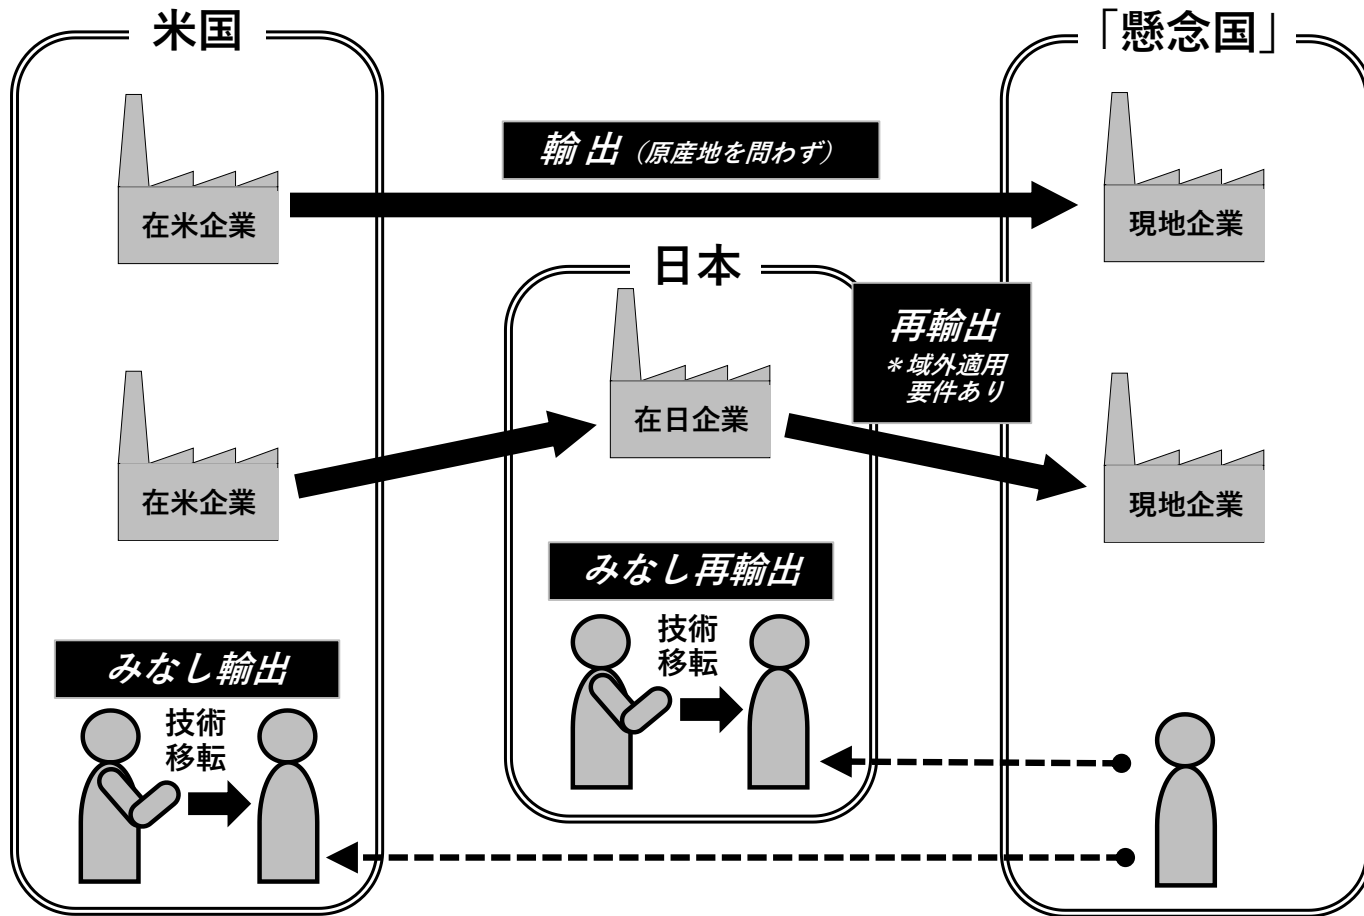 米国
「懸念国」
輸出（原産地を問わず）
在米企業
現地企業
日本
再輸出
＊域外適用
要件あり
在日企業
在米企業
現地企業
みなし再輸出
技術
移転
みなし輸出
技術
移転